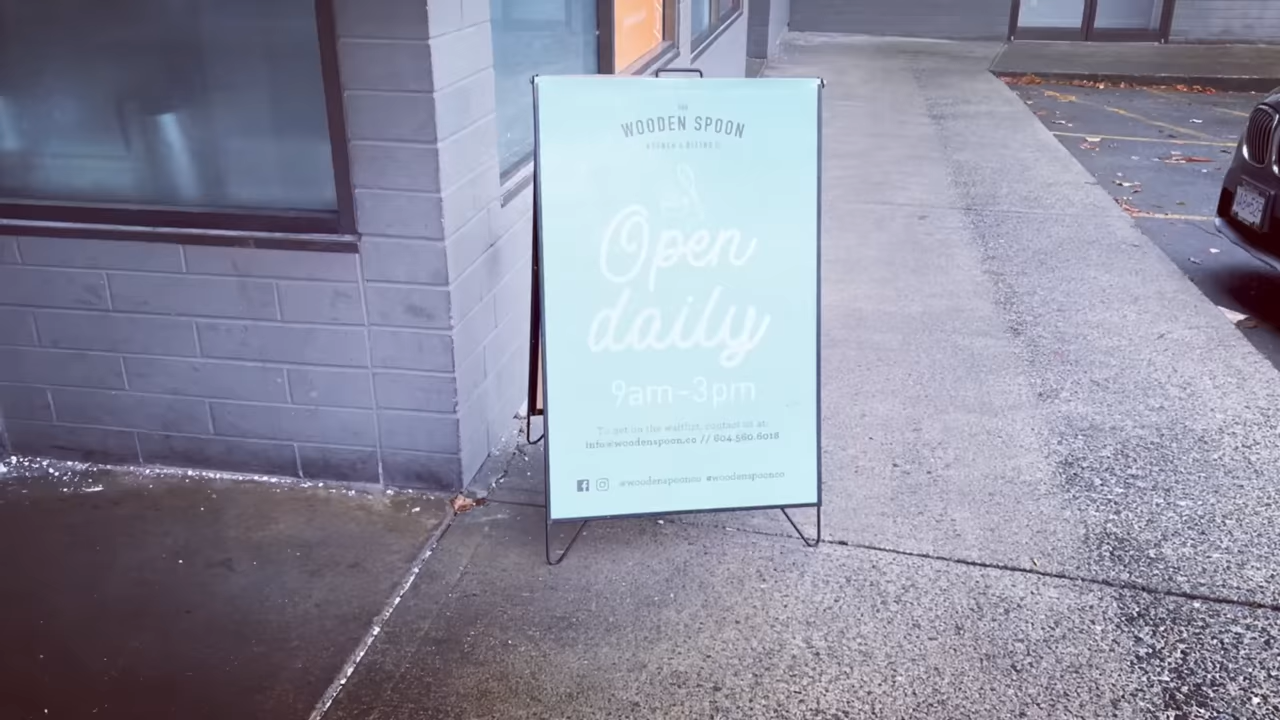 THE
WOODEN SPOON
Open
daily
9am-3pm
To get on the waitlist, contact us at:
info@woodenspoon.co // 604.560.6018
@woodenspoonco #woodenspoonco